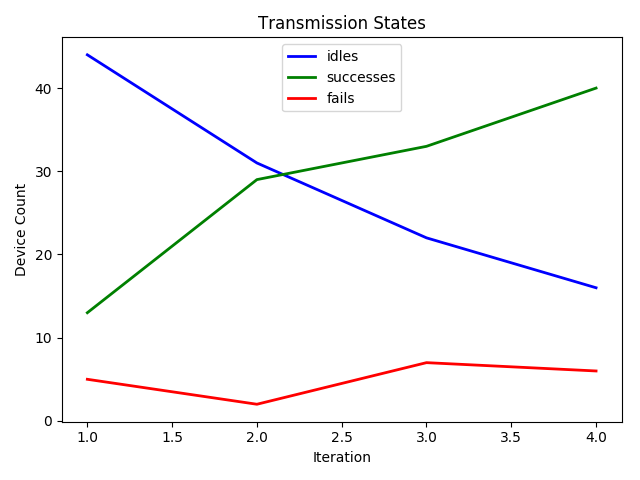 Transmission States
idles
successes
fails
Device Count
40
30
20
10
0
1.0 1.5 2.0 2.5 3.0 3.5 4.0
Iteration